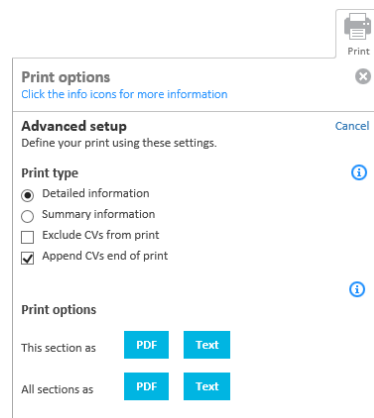 Print
Print options
Click the info icons for more information
Advanced setup
Cancel
Define your print using these settings.
Print type
Detailed information
Summary information
Exclude CVs from print
Append CVs end of print
Print options
This section as PDF Text
All sections as PDF Text